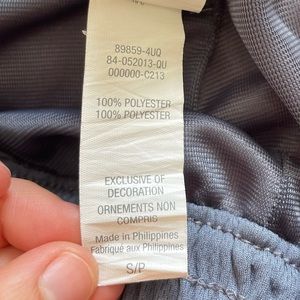 89859-4UQ
84-052013-QU
000000-C213
100% POLYESTER
100% POLYESTER
EXCLUSIVE OF
DECORATION
ORNEMENTS NON
COMPRIS
Made in Philippines
Fabriqué aux Philippines
S/P